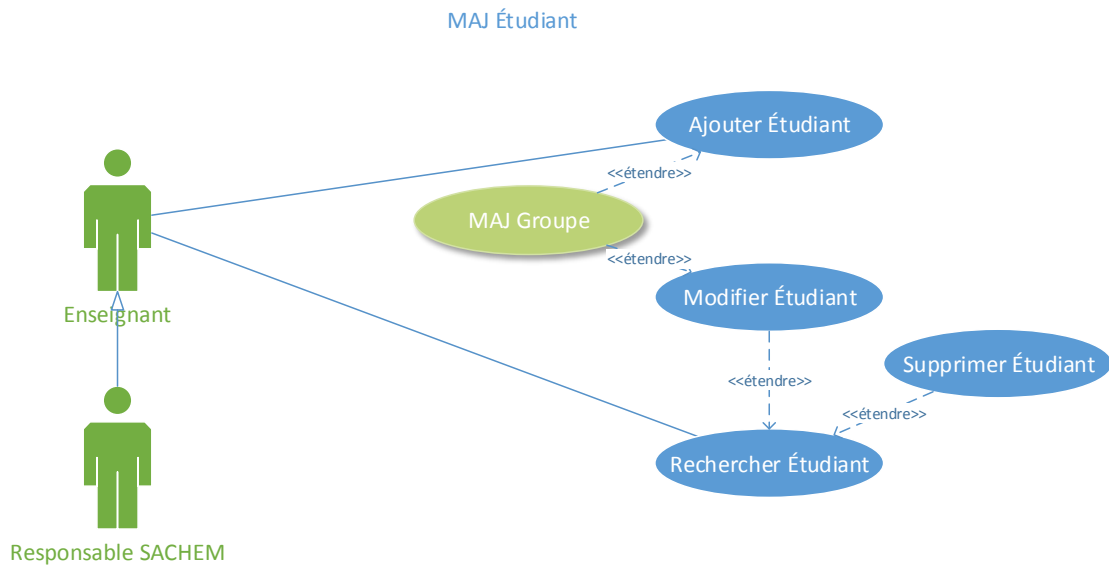 MAJ Étudiant
Ajouter Étudiant
<<étendre>>
MAJ Groupe
<<étendre>>
Modifier Étudiant
Enseignant
Supprimer Étudiant
<<étendre>>
<<étendre>>
Rechercher Étudiant
Responsable SACHEM